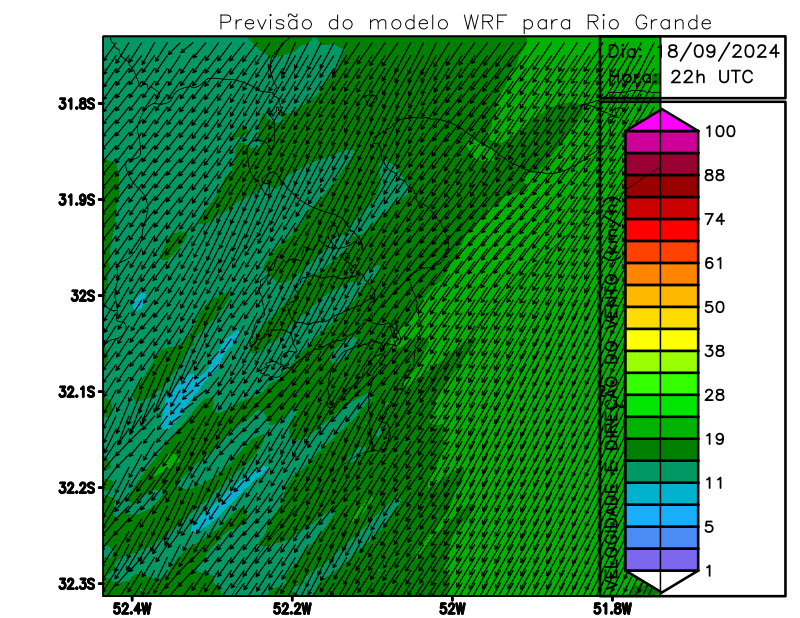 Previsão do modelo WRF para Rio Grande
Dia: 18/09/2024
Hora: 22h UTC
31.8S
31.9S
32S
32.1S
32.2S
32.3S
52.4W
52.2W
52W
51.8W
VELOCIDADE E DIREÇÃO DO VENTO (km/h)
100
88
74
61
50
38
28
19
11
5
1